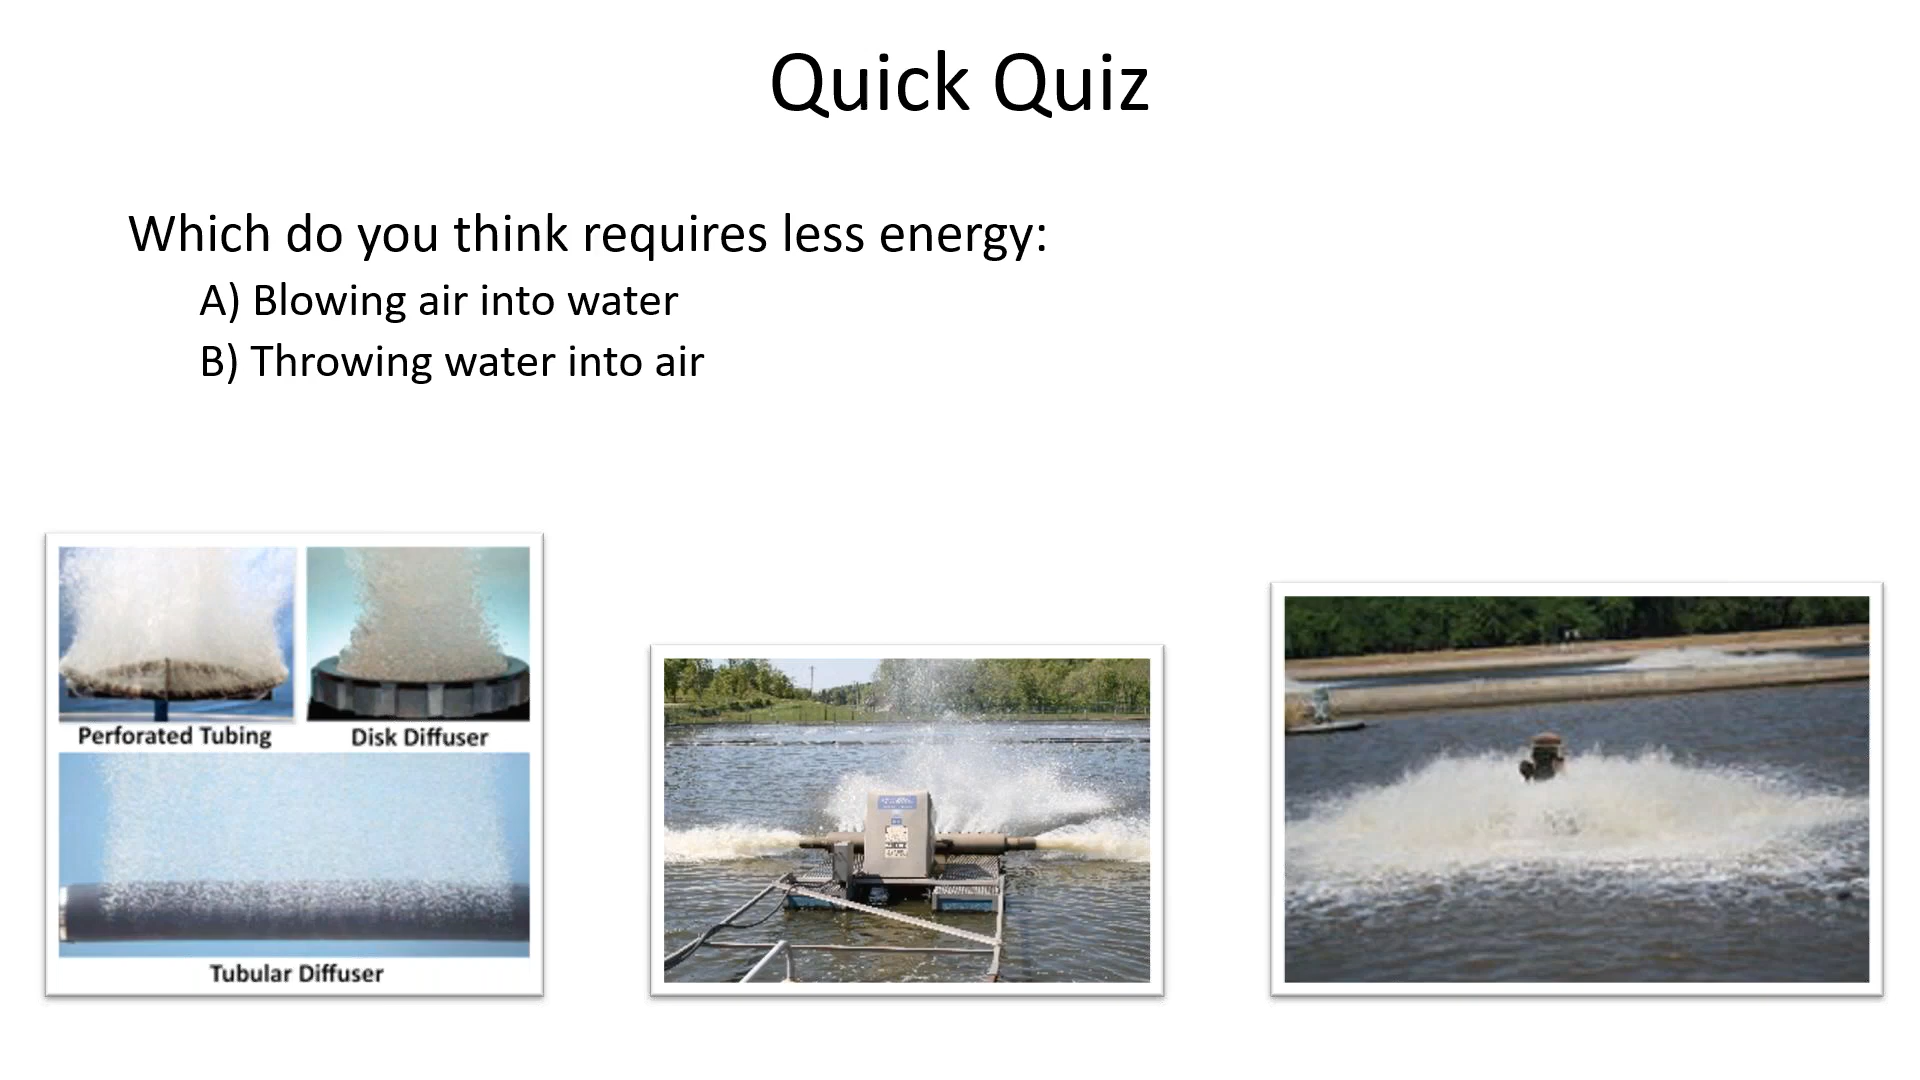 Quick Quiz
Which do you think requires less energy:
A) Blowing air into water
B) Throwing water into air
Perforated Tubing
Disk Diffuser
Tubular Diffuser